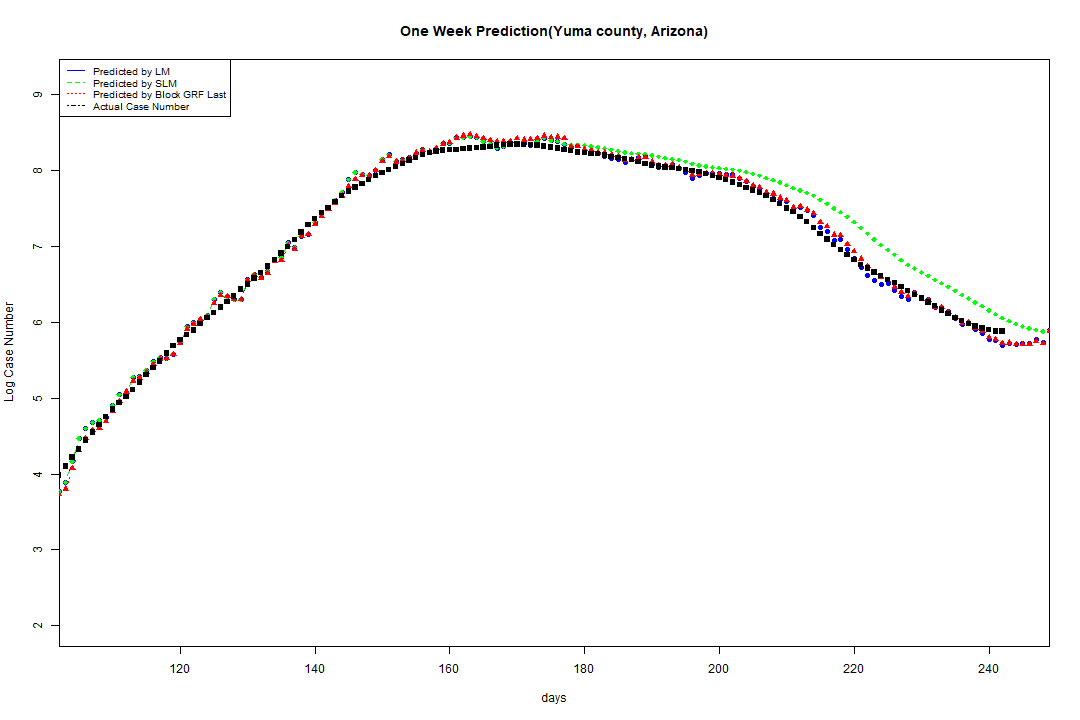 One Week Prediction(Yuma county, Arizona)
Predicted by LM
Predicted by SLM
Predicted by Block GRF Last
Actual Case Number
9
8
7
6
5
4
3
2
Log Case Number
120 140 160 180 200 220 240
days